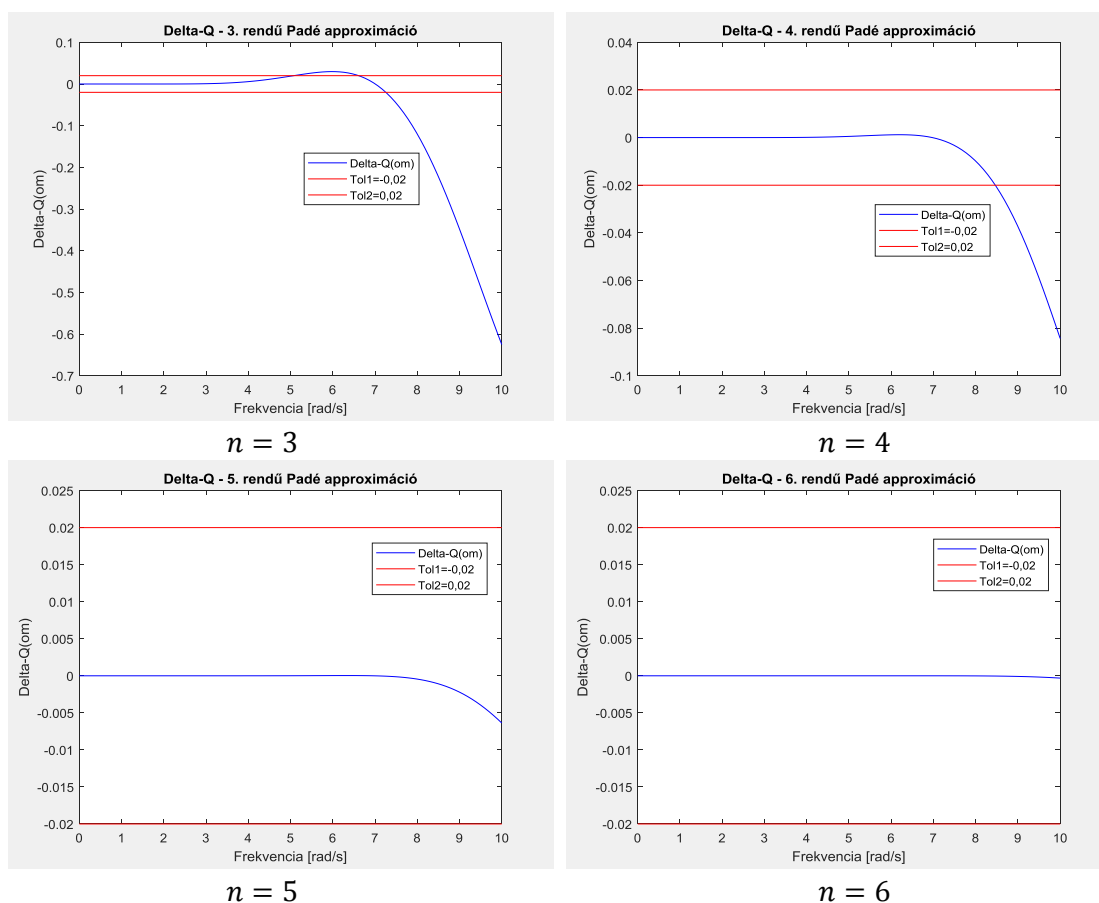 Delta-Q - 3. rendű Padé approximáció
0.1
0
-0.1
-0.2
-0.3
-0.4
-0.5
-0.6
-0.7
Delta-Q(om)
Delta-Q(om)
Tol1=-0,02
Tol2=0,02
0 1 2 3 4 5 6 7 8 9 10
Frekvencia [rad/s]
n = 3
Delta-Q - 4. rendű Padé approximáció
0.04
0.02
0
-0.02
-0.04
-0.06
-0.08
-0.1
Delta-Q(om)
Delta-Q(om)
Tol1=-0,02
Tol2=0,02
0 1 2 3 4 5 6 7 8 9 10
Frekvencia [rad/s]
n = 4
Delta-Q - 5. rendű Padé approximáció
0.025
0.02
0.015
0.01
0.005
0
-0.005
-0.01
-0.015
-0.02
Delta-Q(om)
Delta-Q(om)
Tol1=-0,02
Tol2=0,02
0 1 2 3 4 5 6 7 8 9 10
Frekvencia [rad/s]
n = 5
Delta-Q - 6. rendű Padé approximáció
0.025
0.02
0.015
0.01
0.005
0
-0.005
-0.01
-0.015
-0.02
Delta-Q(om)
Delta-Q(om)
Tol1=-0,02
Tol2=0,02
0 1 2 3 4 5 6 7 8 9 10
Frekvencia [rad/s]
n = 6